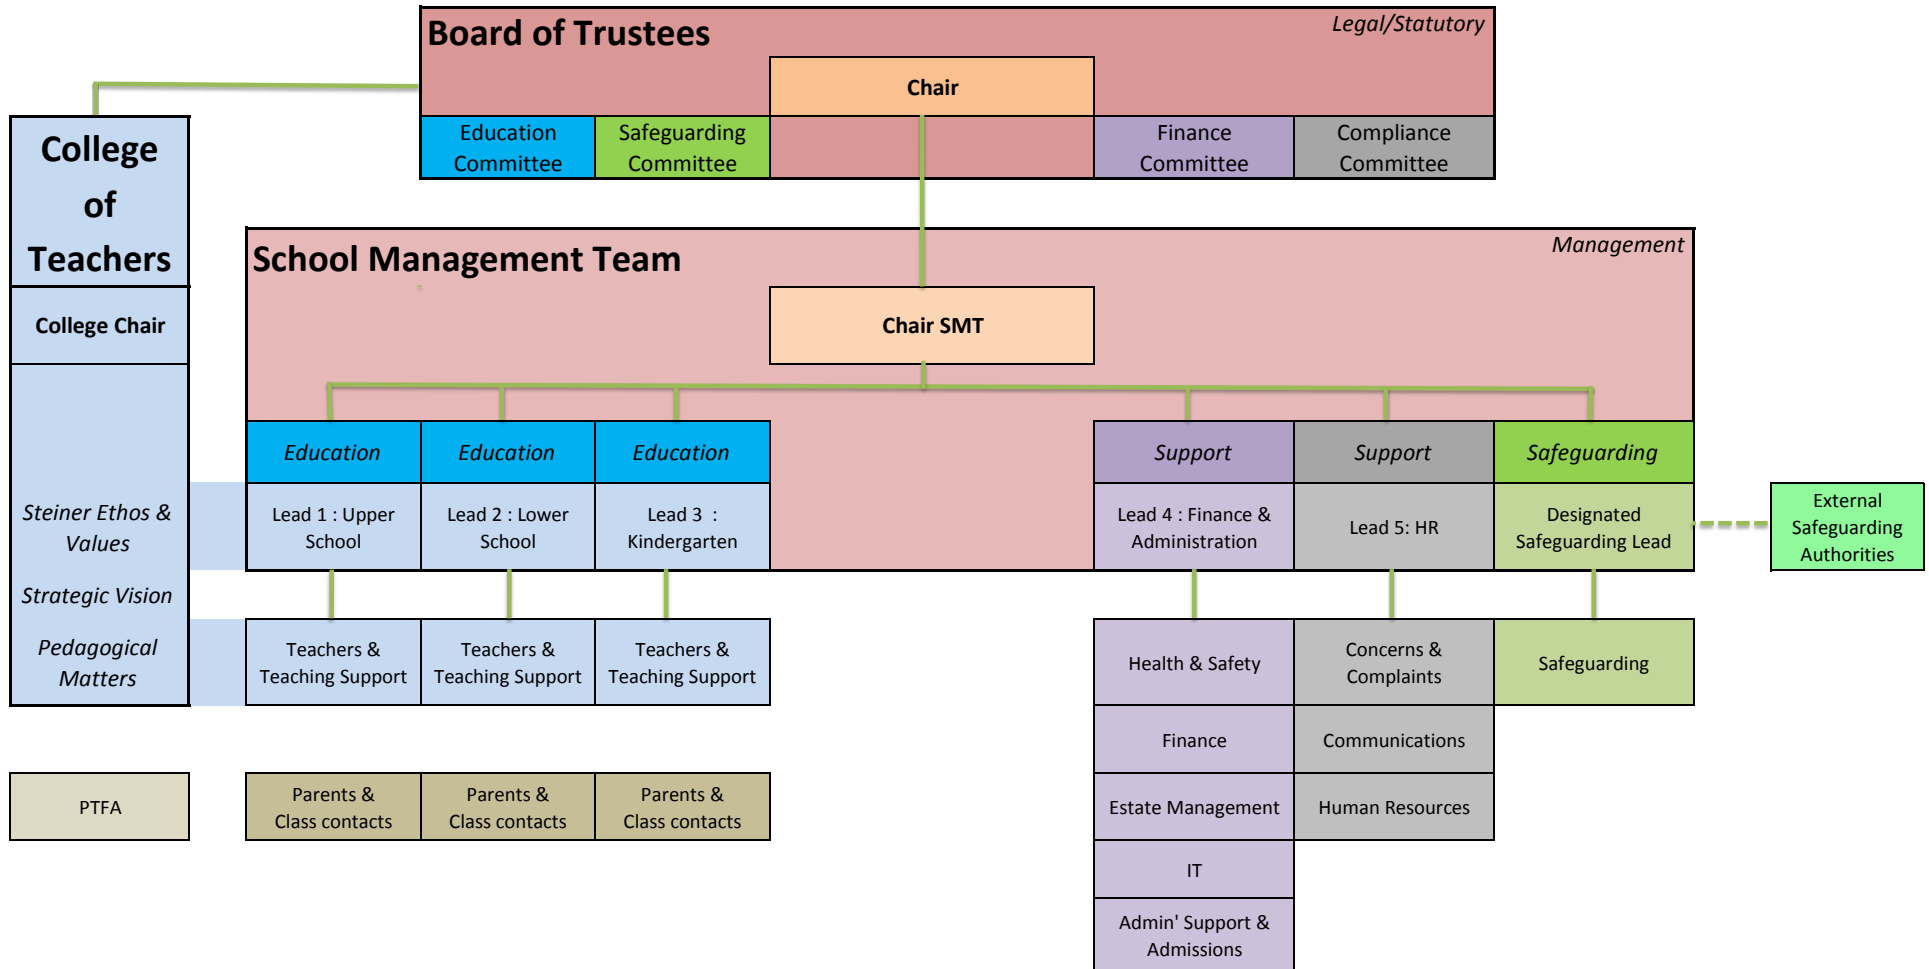 Board of Trustees
Legal/Statutory
Chair
Education
Committee
Safeguarding
Committee
Finance
Committee
Compliance
Committee
College
of
Teachers
College Chair
Steiner Ethos &
Values
Strategic Vision
Pedagogical
Matters
School Management Team
Management
Chair SMT
Education
Education
Education
Support
Support
Safeguarding
Lead 1 : Upper
School
Lead 2 : Lower
School
Lead 3 :
Kindergarten
Lead 4 : Finance &
Administration
Lead 5: HR
Designated
Safeguarding Lead
External
Safeguarding
Authorities
Teachers &
Teaching Support
Teachers &
Teaching Support
Teachers &
Teaching Support
Health & Safety
Concerns &
Complaints
Safeguarding
Finance
Communications
PTFA
Parents &
Class contacts
Parents &
Class contacts
Parents &
Class contacts
Estate Management
Human Resources
IT
Admin' Support &
Admissions